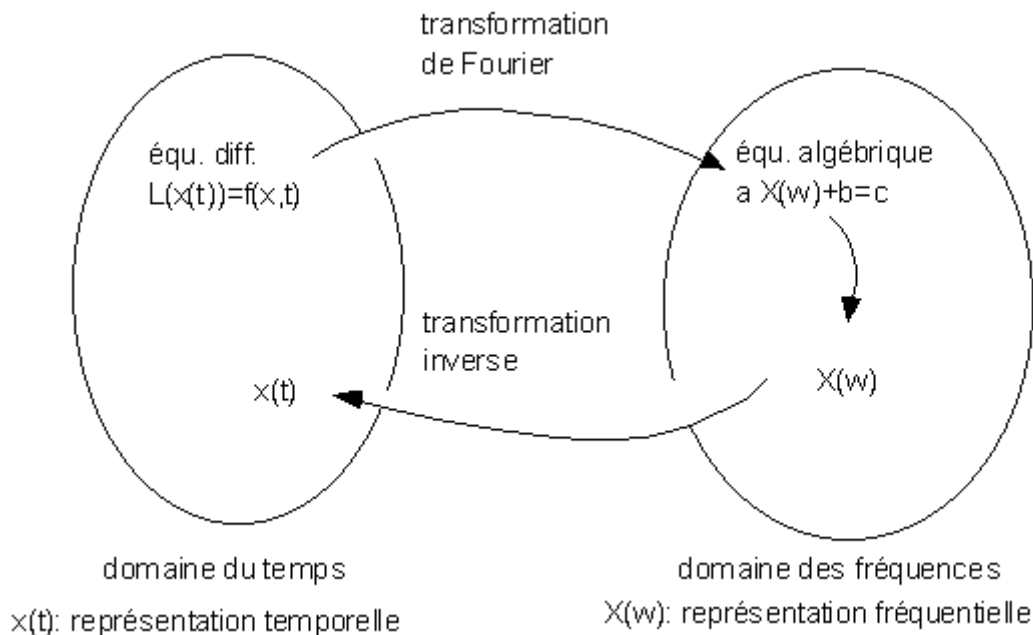 transformation
de Fourier
équ. diff.
L(x(t))=f(x,t)
équ. algébrique
a X(w)+b=c
transformation
inverse
x(t)
X(w)
domaine du temps
x(t): représentation temporelle
domaine des fréquences
X(w): représentation fréquentielle